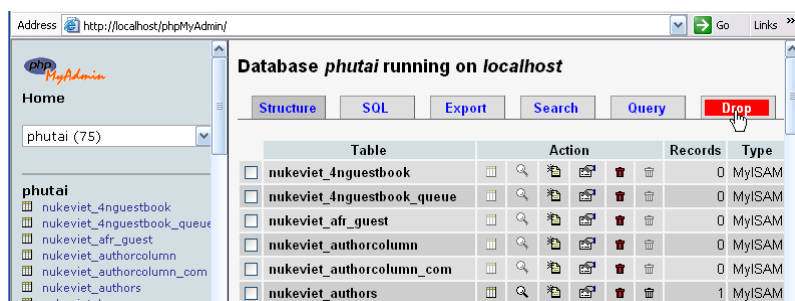 Address http://localhost/phpMyAdmin/ Go Links »
php
MyAdmin
Home
phutai (75)
phutai
nukeviet_4nguestbook
nukeviet_4nguestbook_queue
nukeviet_afr_guest
nukeviet_authorcolumn
nukeviet_authorcolumn_com
nukeviet_authors
Database phutai running on localhost
Structure SQL Export Search Query Drop
Table Action Records Type
nukeviet_4nguestbook 0 MyISAM
nukeviet_4nguestbook_queue 0 MyISAM
nukeviet_afr_guest 0 MyISAM
nukeviet_authorcolumn 0 MyISAM
nukeviet_authorcolumn_com 0 MyISAM
nukeviet_authors 1 MyISAM